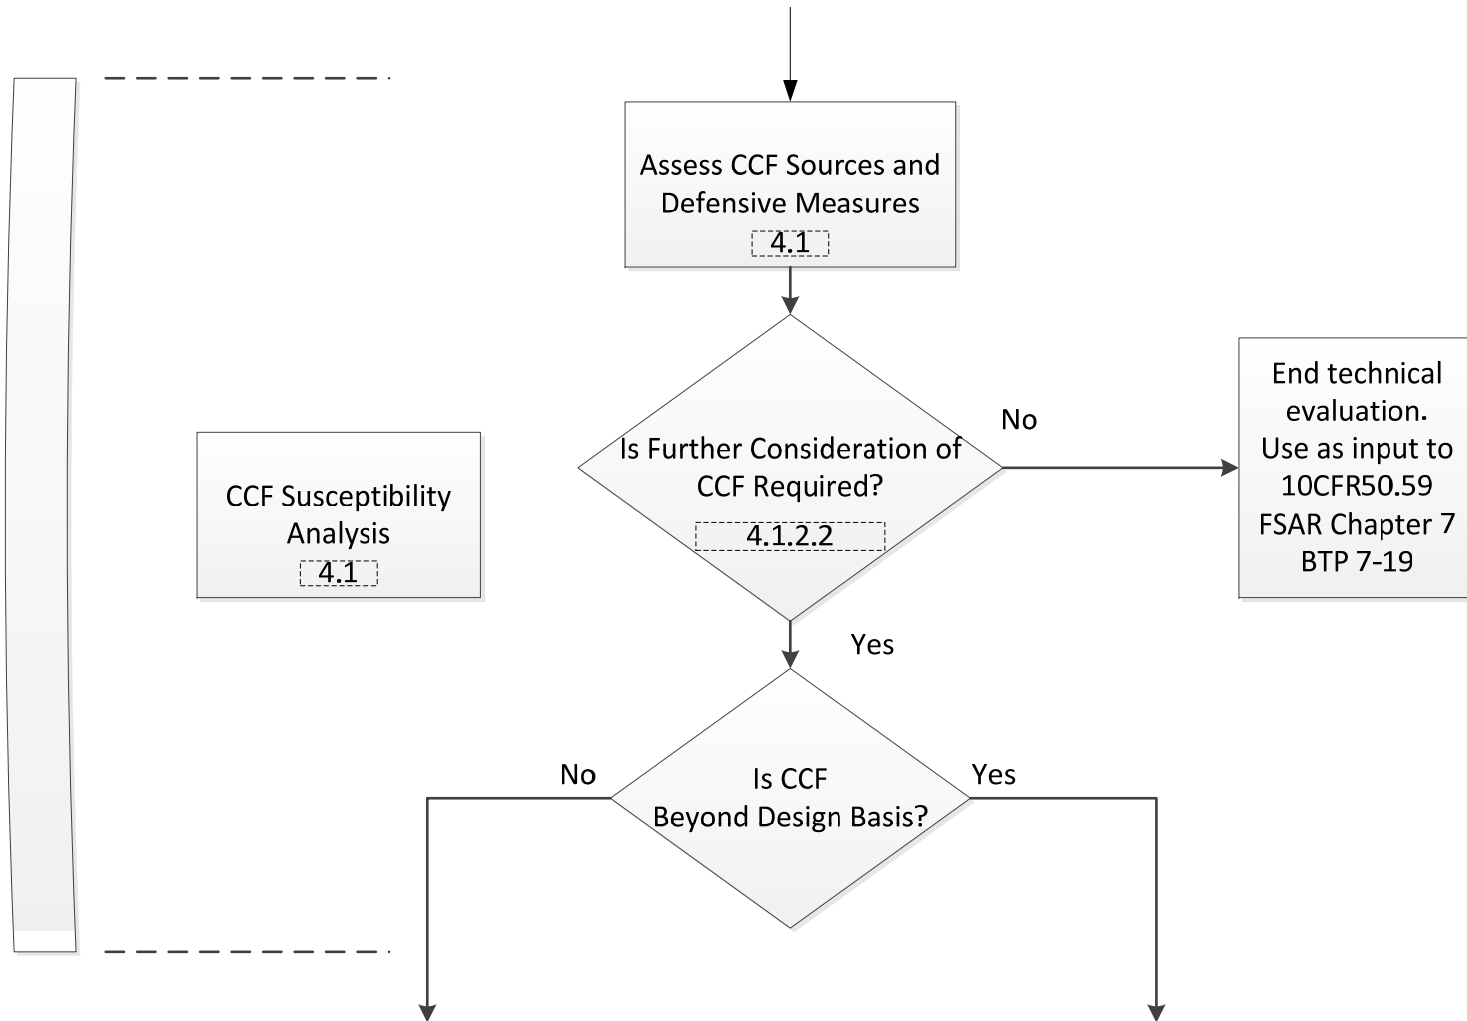 Assess CCF Sources and
Defensive Measures
4.1
Is Further Consideration of
CCF Required?
4.1.2.2
No
End technical
evaluation.
Use as input to
10CFR50.59
FSAR Chapter 7
BTP 7-19
CCF Susceptibility
Analysis
4.1
Yes
Is CCF
Beyond Design Basis?
No
Yes